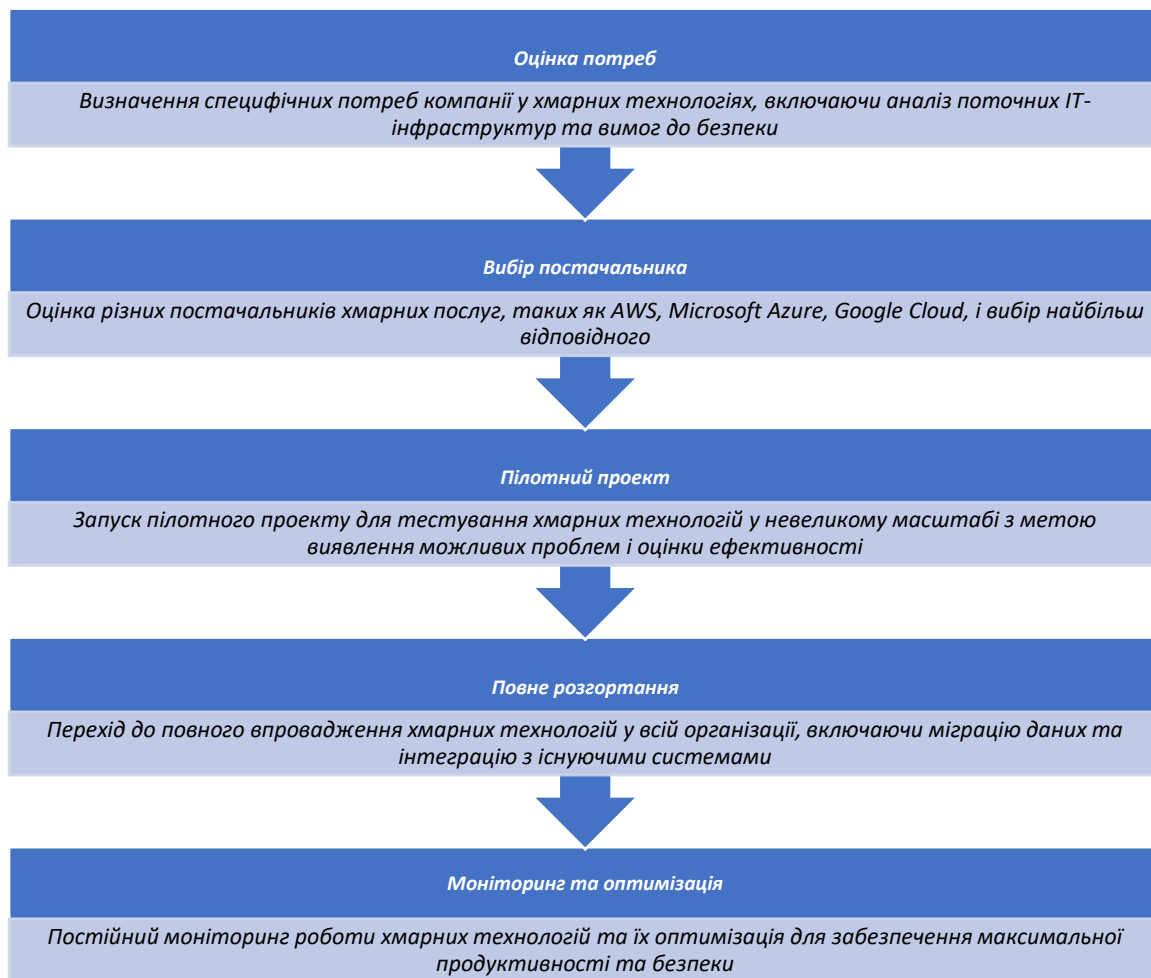 Оцінка потреб
Визначення специфічних потреб компанії у хмарних технологіях, включаючи аналіз поточних ІТ-
інфраструктур та вимог до безпеки
Вибір постачальника
Оцінка різних постачальників хмарних послуг, таких як AWS, Microsoft Azure, Google Cloud, і вибір найбільш
відповідного
Пілотний проект
Запуск пілотного проекту для тестування хмарних технологій у невеликому масштабі з метою
виявлення можливих проблем і оцінки ефективності
Повне розгортання
Перехід до повного впровадження хмарних технологій у всій організації, включаючи міграцію даних та
інтеграцію з існуючими системами
Моніторинг та оптимізація
Постійний моніторинг роботи хмарних технологій та їх оптимізація для забезпечення максимальної
продуктивності та безпеки